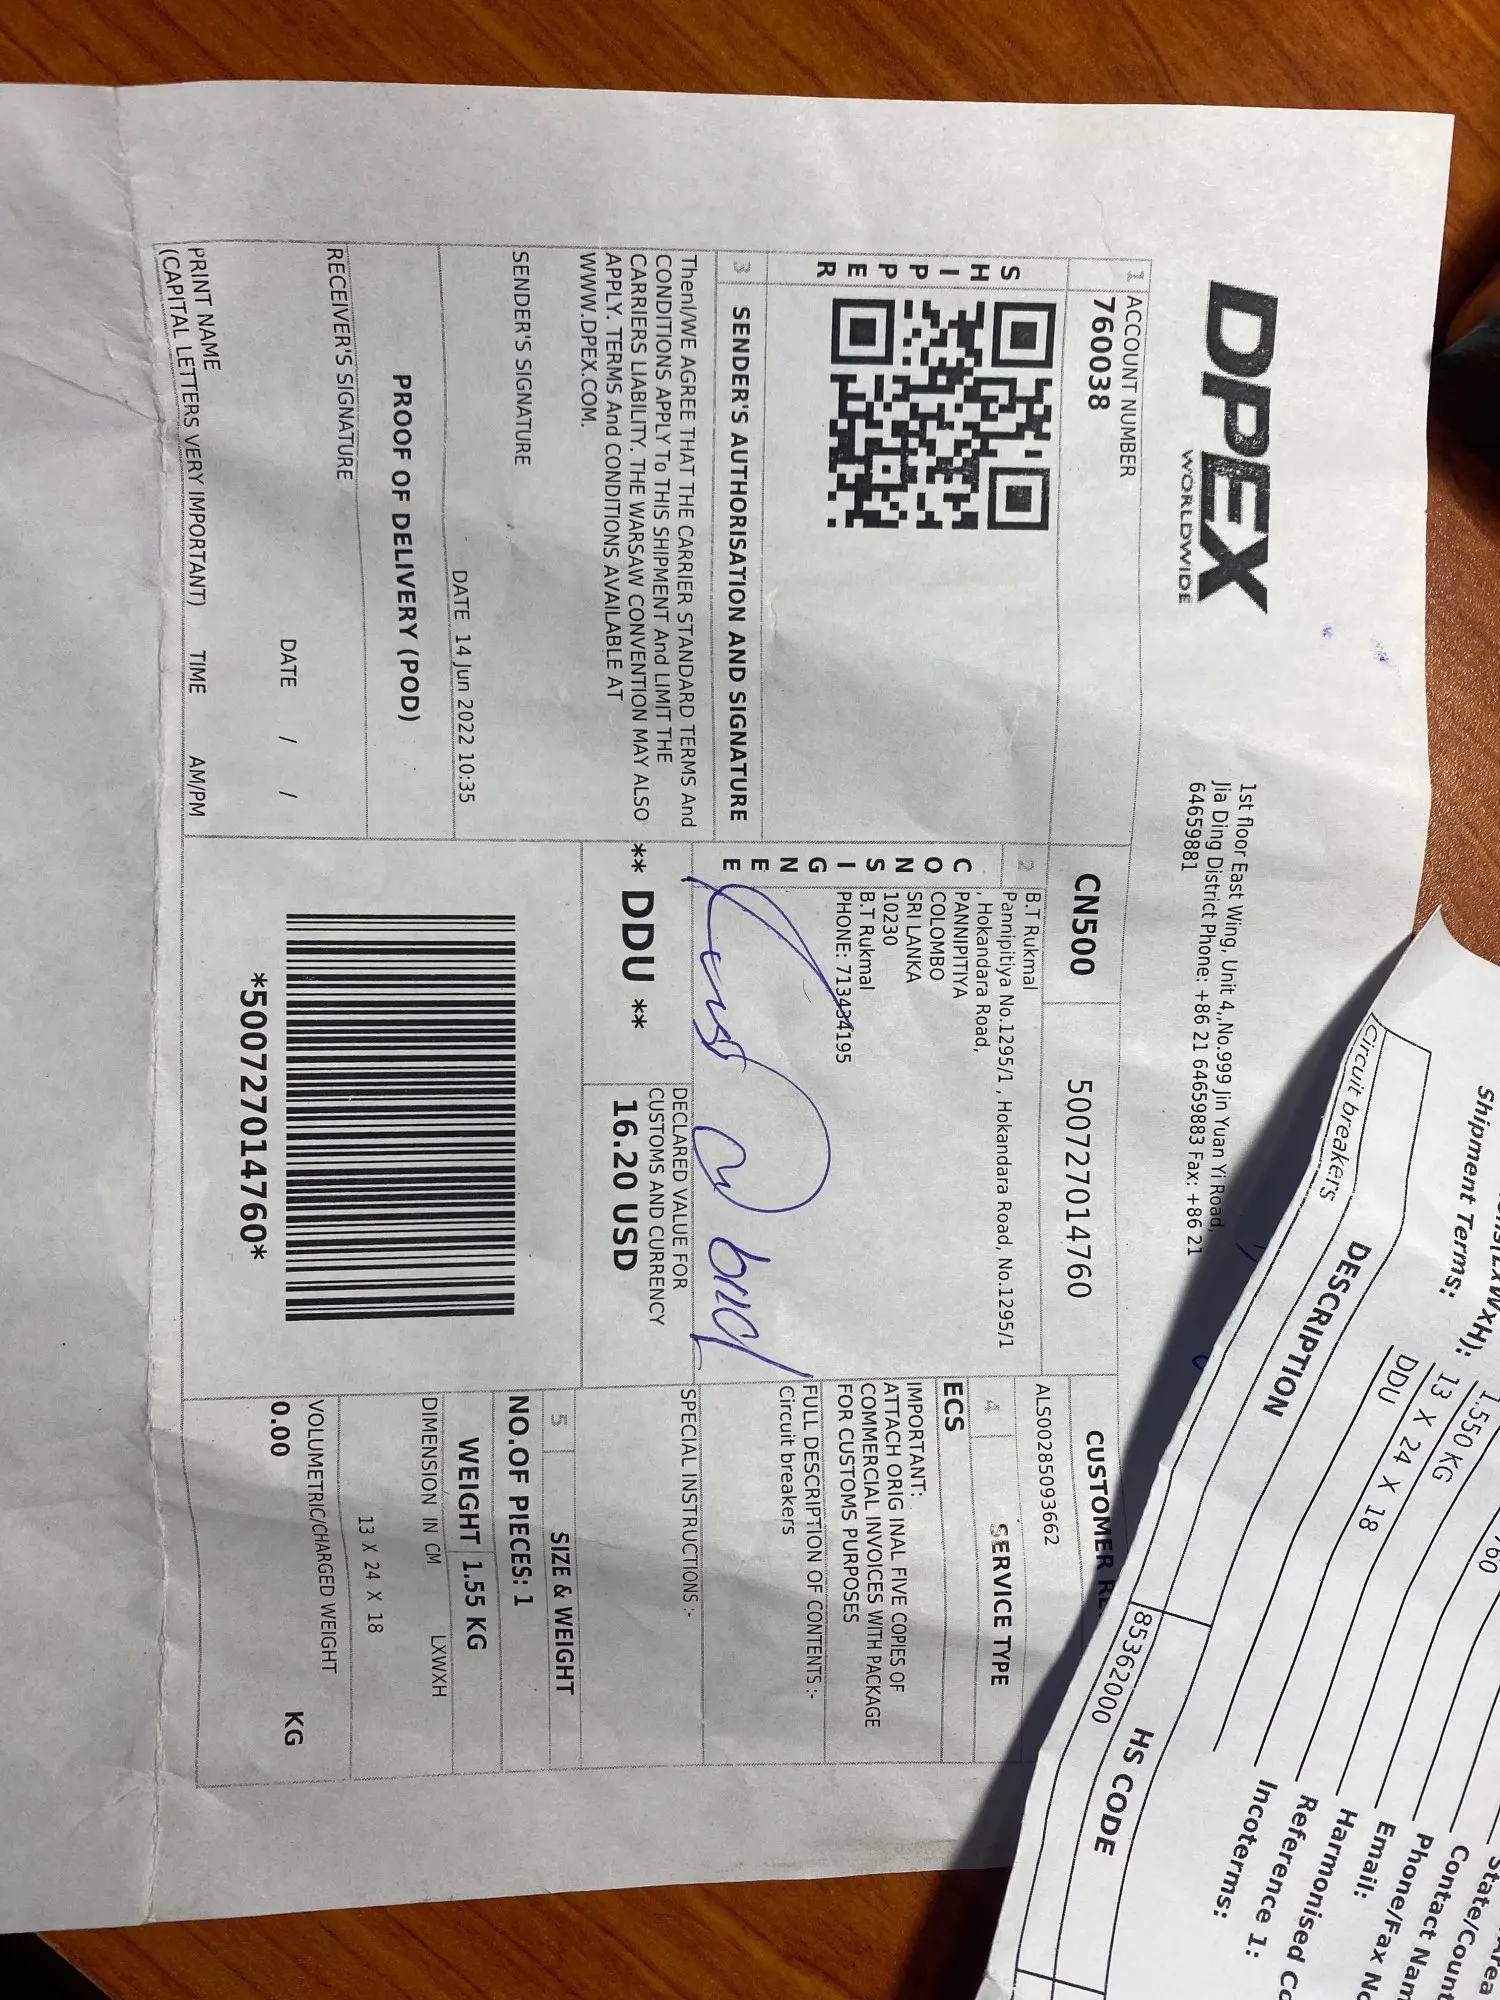 DPEX
WORLDWIDE
1st floor East Wing, Unit 4,,No.999 Jin Yuan Yi Road,
Jia Ding District Phone: +86 21 64659883 Fax: +86 21
64659881
1 ACCOUNT NUMBER
760038
CN500
500727014760
CUSTOMER
ALS00285093662
SHIPPER
2
CONSIGNEE
B.T Rukmal
Pannipitiya No.1295/1 , Hokandara Road, No.1295/1
, Hokandara Road,
PANNIPITIYA
COLOMBO
SRI LANKA
10230
B.T Rukmal
PHONE: 713434195
4 SERVICE TYPE
ECS
IMPORTANT:
ATTACH ORIG INAL FIVE COPIES OF
COMMERCIAL INVOICES WITH PACKAGE
FOR CUSTOMS PURPOSES
FULL DESCRIPTION OF CONTENTS :-
Circuit breakers
3 SENDER'S AUTHORISATION AND SIGNATURE
ThenI/WE AGREE THAT THE CARRIER STANDARD TERMS And
CONDITIONS APPLY To THIS SHIPMENT And LIMIT THE
CARRIERS LIABILITY. THE WARSAW CONVENTION MAY ALSO
APPLY. TERMS And CONDITIONS AVAILABLE AT
WWW.DPEX.COM.
SENDER'S SIGNATURE
DATE 14 Jun 2022 10:35
** DDU **
DECLARED VALUE FOR
CUSTOMS AND CURRENCY
16.20 USD
SPECIAL INSTRUCTIONS :-
5 SIZE & WEIGHT
NO.OF PIECES: 1
WEIGHT 1.55 KG
DIMENSION IN CM LXWXH
13 X 24 X 18
VOLUMETRIC/CHARGED WEIGHT
0.00 KG
PROOF OF DELIVERY (POD)
RECEIVER'S SIGNATURE
DATE / /
PRINT NAME
(CAPITAL LETTERS VERY IMPORTANT) TIME AM/PM
*500727014760*
1.550 KG
13 X 24 X 18
Shipment Terms: DDU
DESCRIPTION
HS CODE
Circuit breakers
85362000
Contact Nam
Phone/Fax No
Email:
Harmonised Co
Reference 1:
Incoterms: